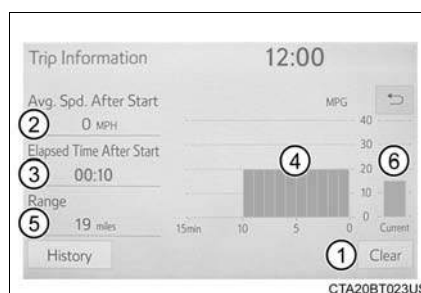 Trip Information 12:00
Avg. Spd. After Start
MPG
2
0 MPH
40
Elapsed Time After Start
30
3
00:10
4
20
6
Range
10
5
19 miles
0
15min 10 5 0 Current
History
1
Clear
CTA20BT023US